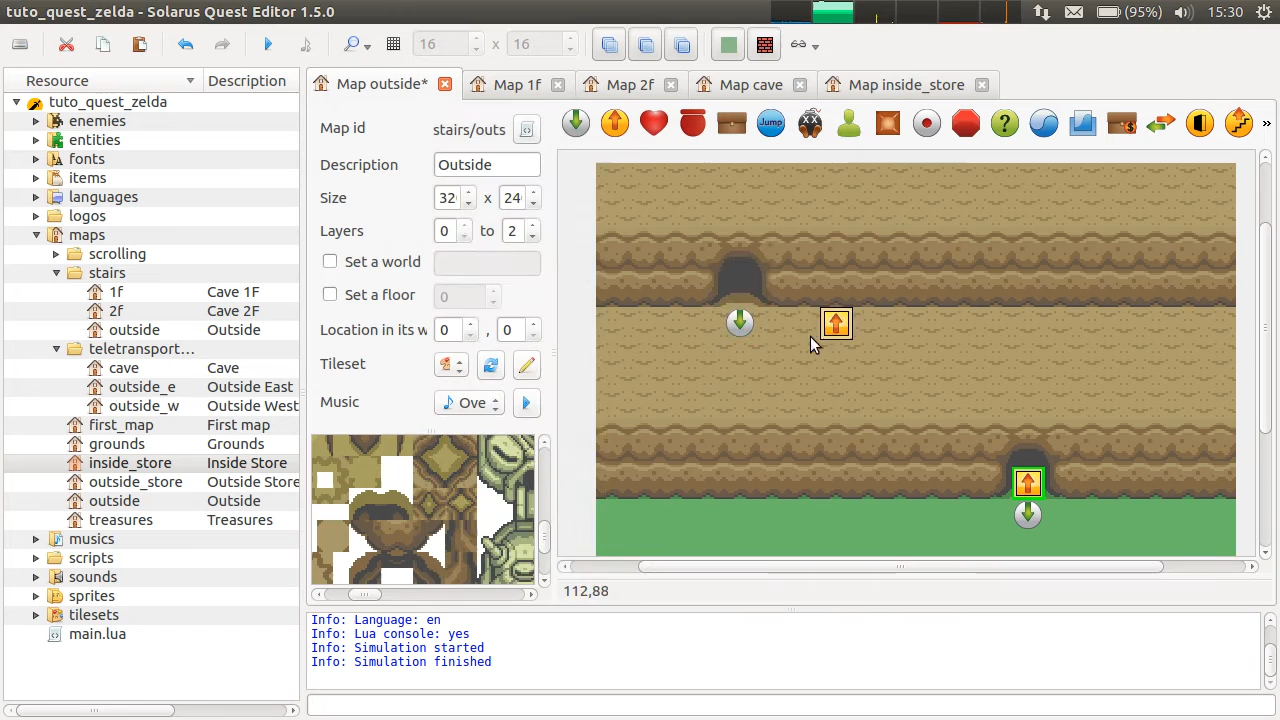 tuto_quest_zelda - Solarus Quest Editor 1.5.0
(95%)
15:30
16 x 16
Resource
Description
tuto_quest_zelda
enemies
entities
fonts
items
languages
logos
maps
scrolling
stairs
1f Cave 1F
2f Cave 2F
outside Outside
teletransport...
cave Cave
outside_e Outside East
outside_w Outside West
first_map First map
grounds Grounds
inside_store Inside Store
outside_store Outside Store
outside Outside
treasures Treasures
musics
scripts
sounds
sprites
tilesets
main.lua
Map outside*
Map 1f
Map 2f
Map cave
Map inside_store
Map id stairs/outs
Description Outside
Size 32 x 24
Layers 0 to 2
Set a world
Set a floor 0
Location in its w 0 , 0
Tileset
Music Ove
Jump
?
»
112,88
Info: Language: en
Info: Lua console: yes
Info: Simulation started
Info: Simulation finished